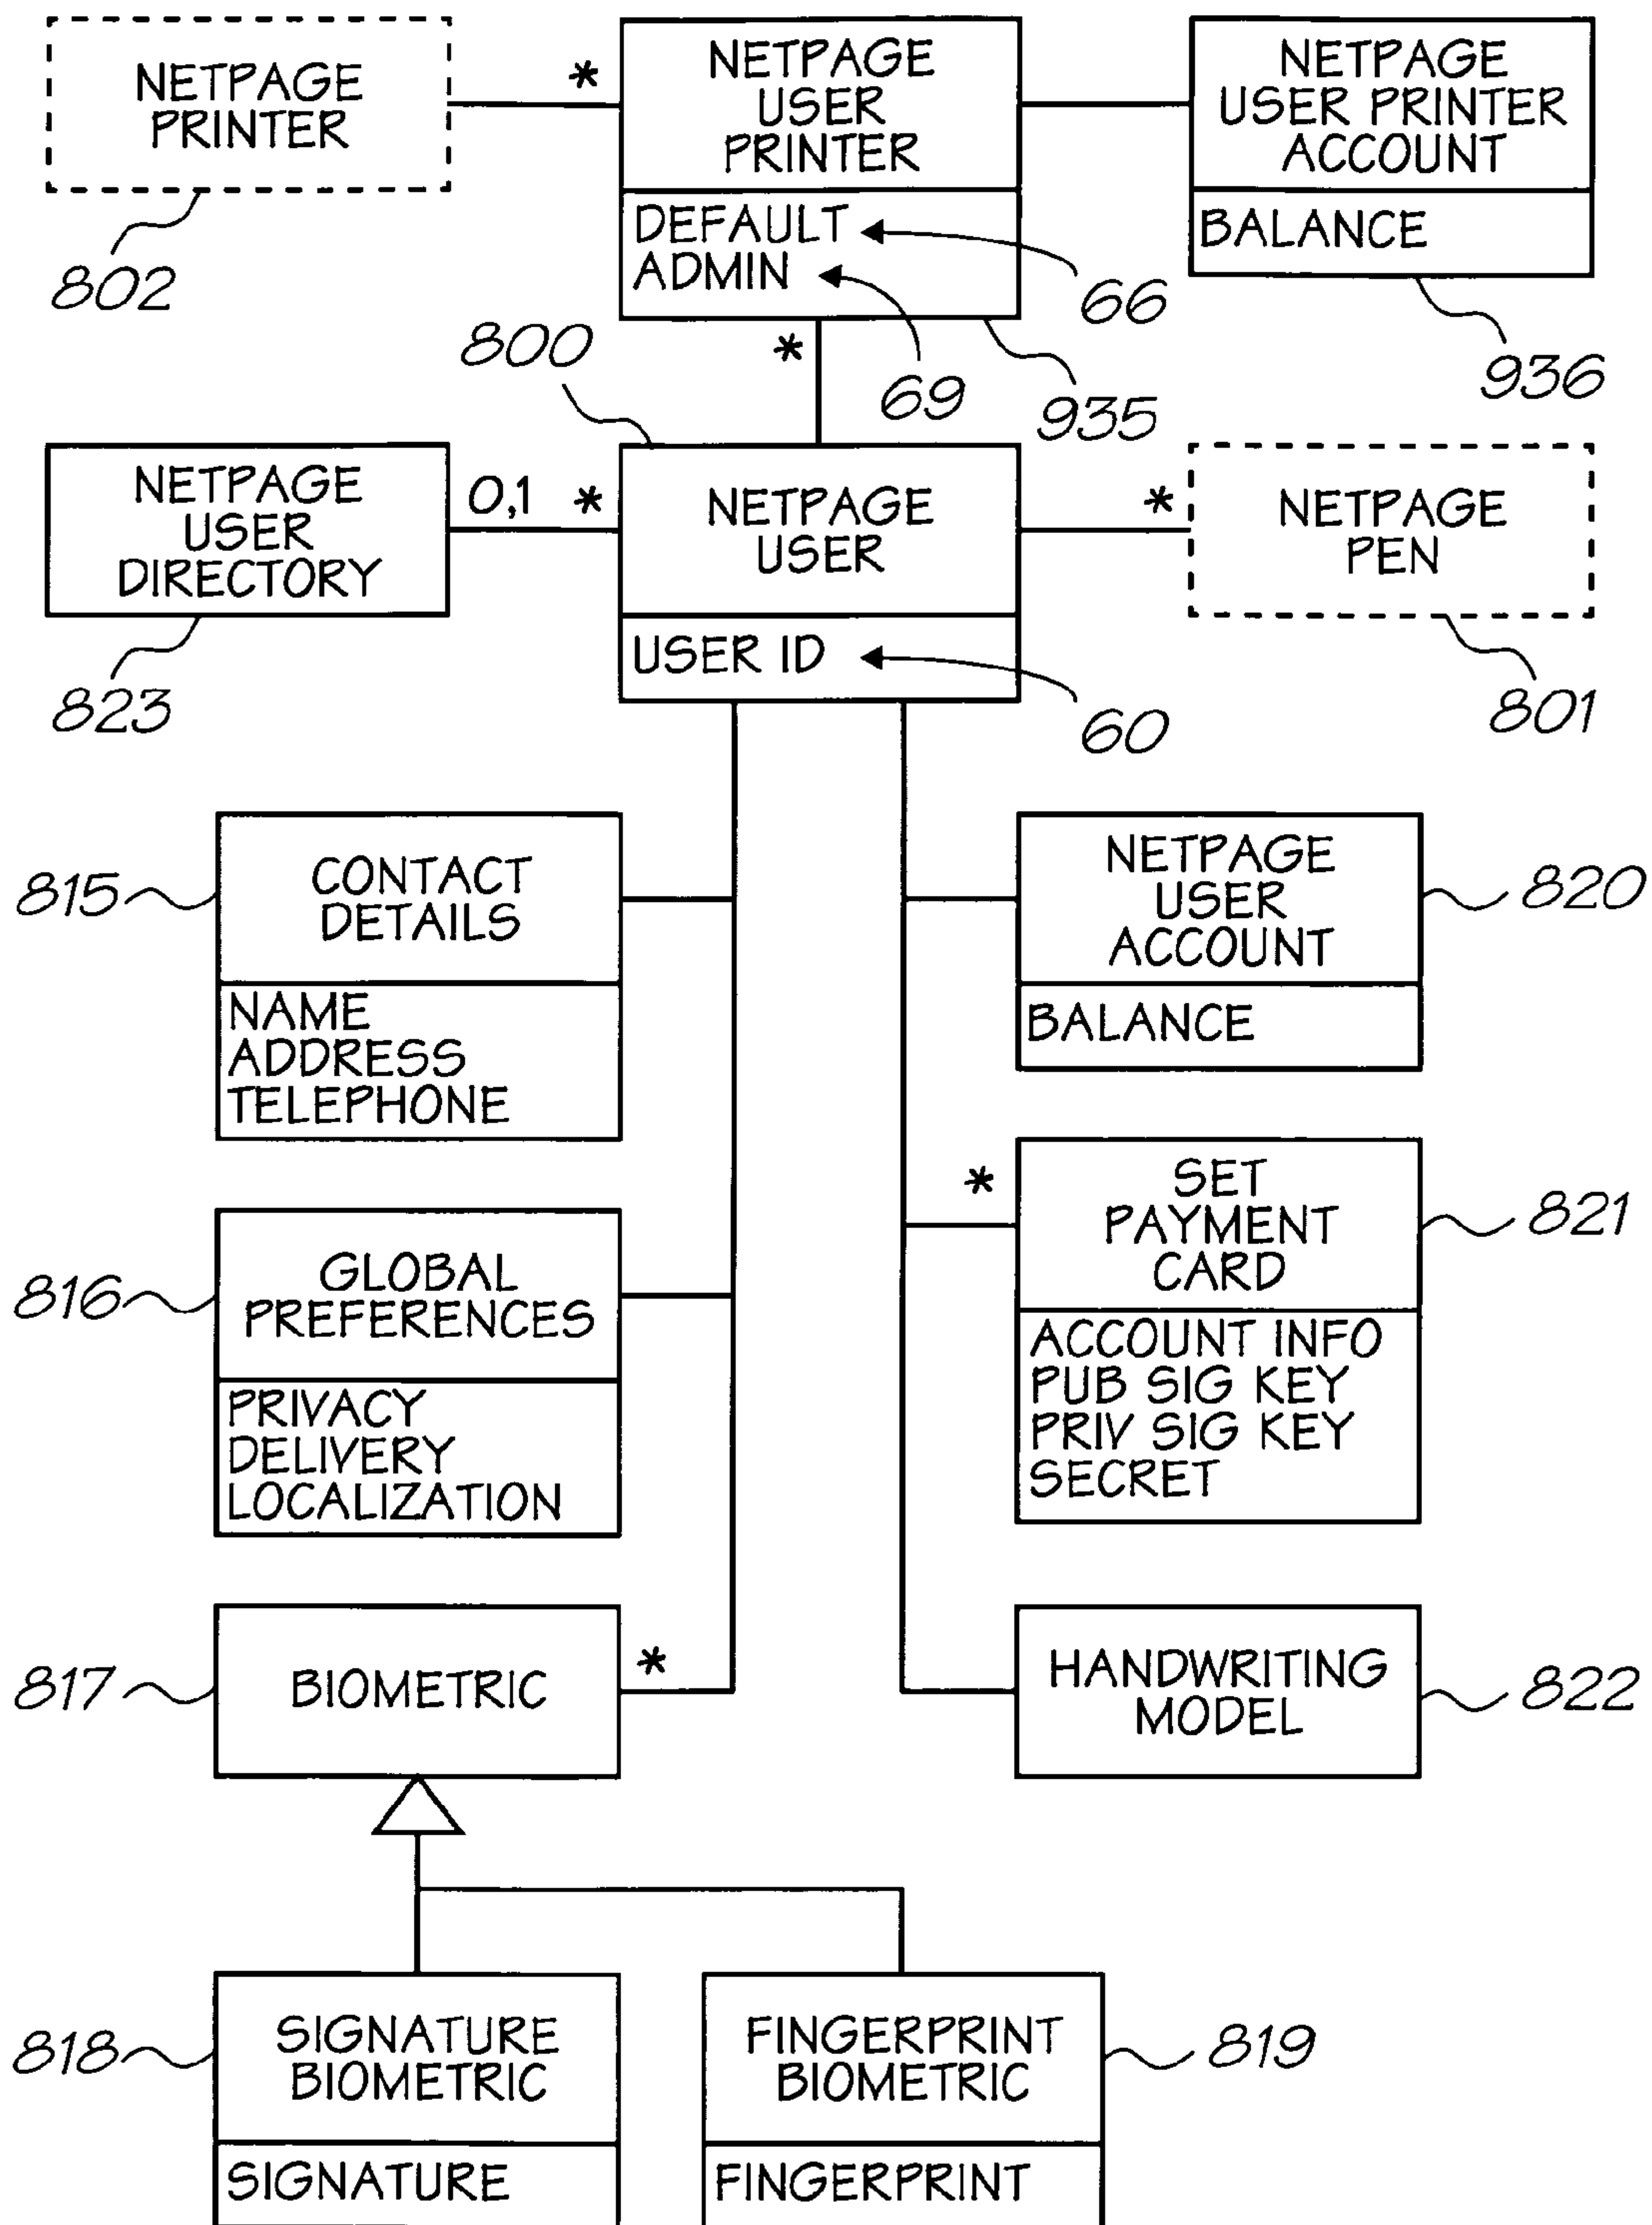 NETPAGE
PRINTER
802
*
NETPAGE
USER
PRINTER
DEFAULT
ADMIN
66
69
935
NETPAGE
USER PRINTER
ACCOUNT
BALANCE
936
*
800
NETPAGE
USER
DIRECTORY
823
0,1 *
NETPAGE
USER
USER ID
60
*
NETPAGE
PEN
801
815
CONTACT
DETAILS
NAME
ADDRESS
TELEPHONE
NETPAGE
USER
ACCOUNT
BALANCE
820
816
GLOBAL
PREFERENCES
PRIVACY
DELIVERY
LOCALIZATION
*
SET
PAYMENT
CARD
ACCOUNT INFO
PUB SIG KEY
PRIV SIG KEY
SECRET
821
817
BIOMETRIC
*
HANDWRITING
MODEL
822
818
SIGNATURE
BIOMETRIC
SIGNATURE
FINGERPRINT
BIOMETRIC
FINGERPRINT
819